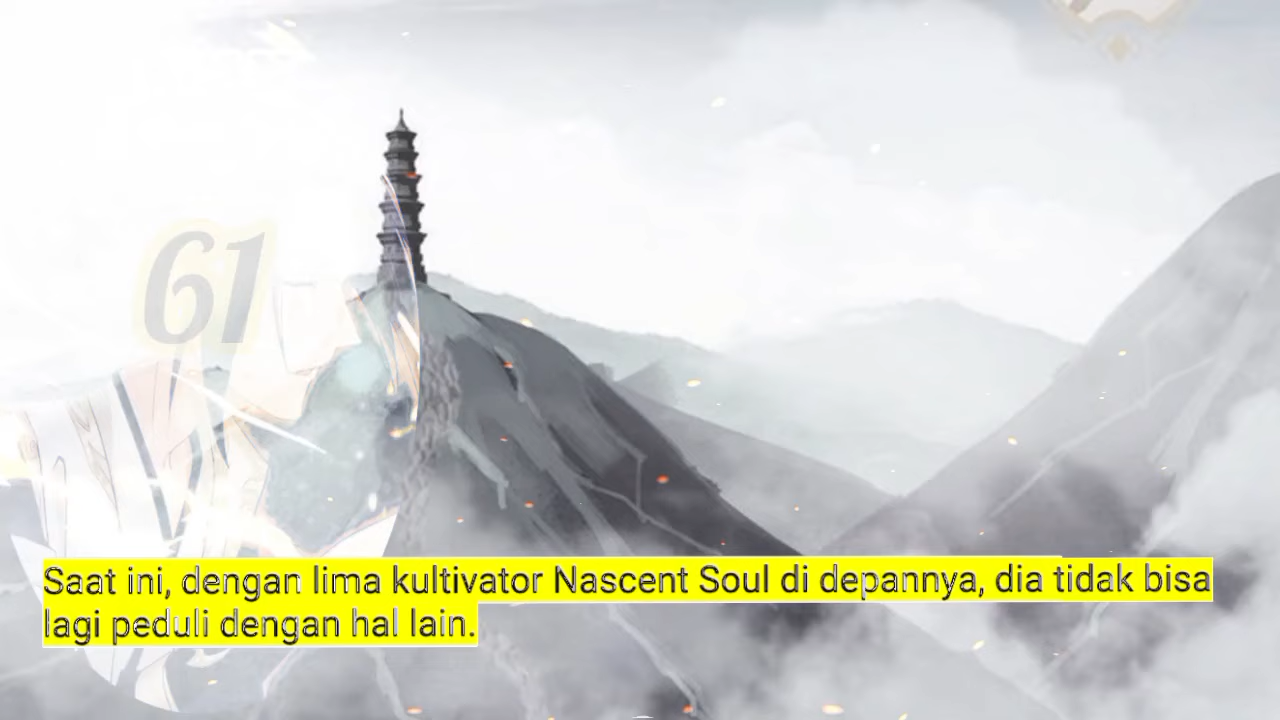 61
Saat ini, dengan lima kultivator Nascent Soul di depannya, dia tidak bisa
lagi peduli dengan hal lain.